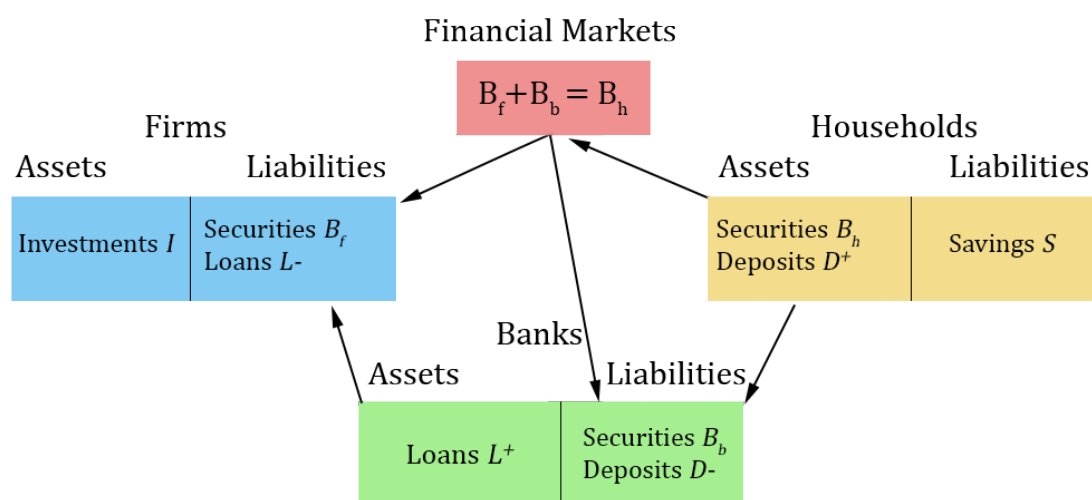 Financial Markets
B_f+B_b = B_h
Firms
Assets Liabilities
Investments I
Securities B_f
Loans L-
Households
Assets Liabilities
Securities B_h
Deposits D⁺
Savings S
Banks
Assets Liabilities
Loans L⁺
Securities B_b
Deposits D-